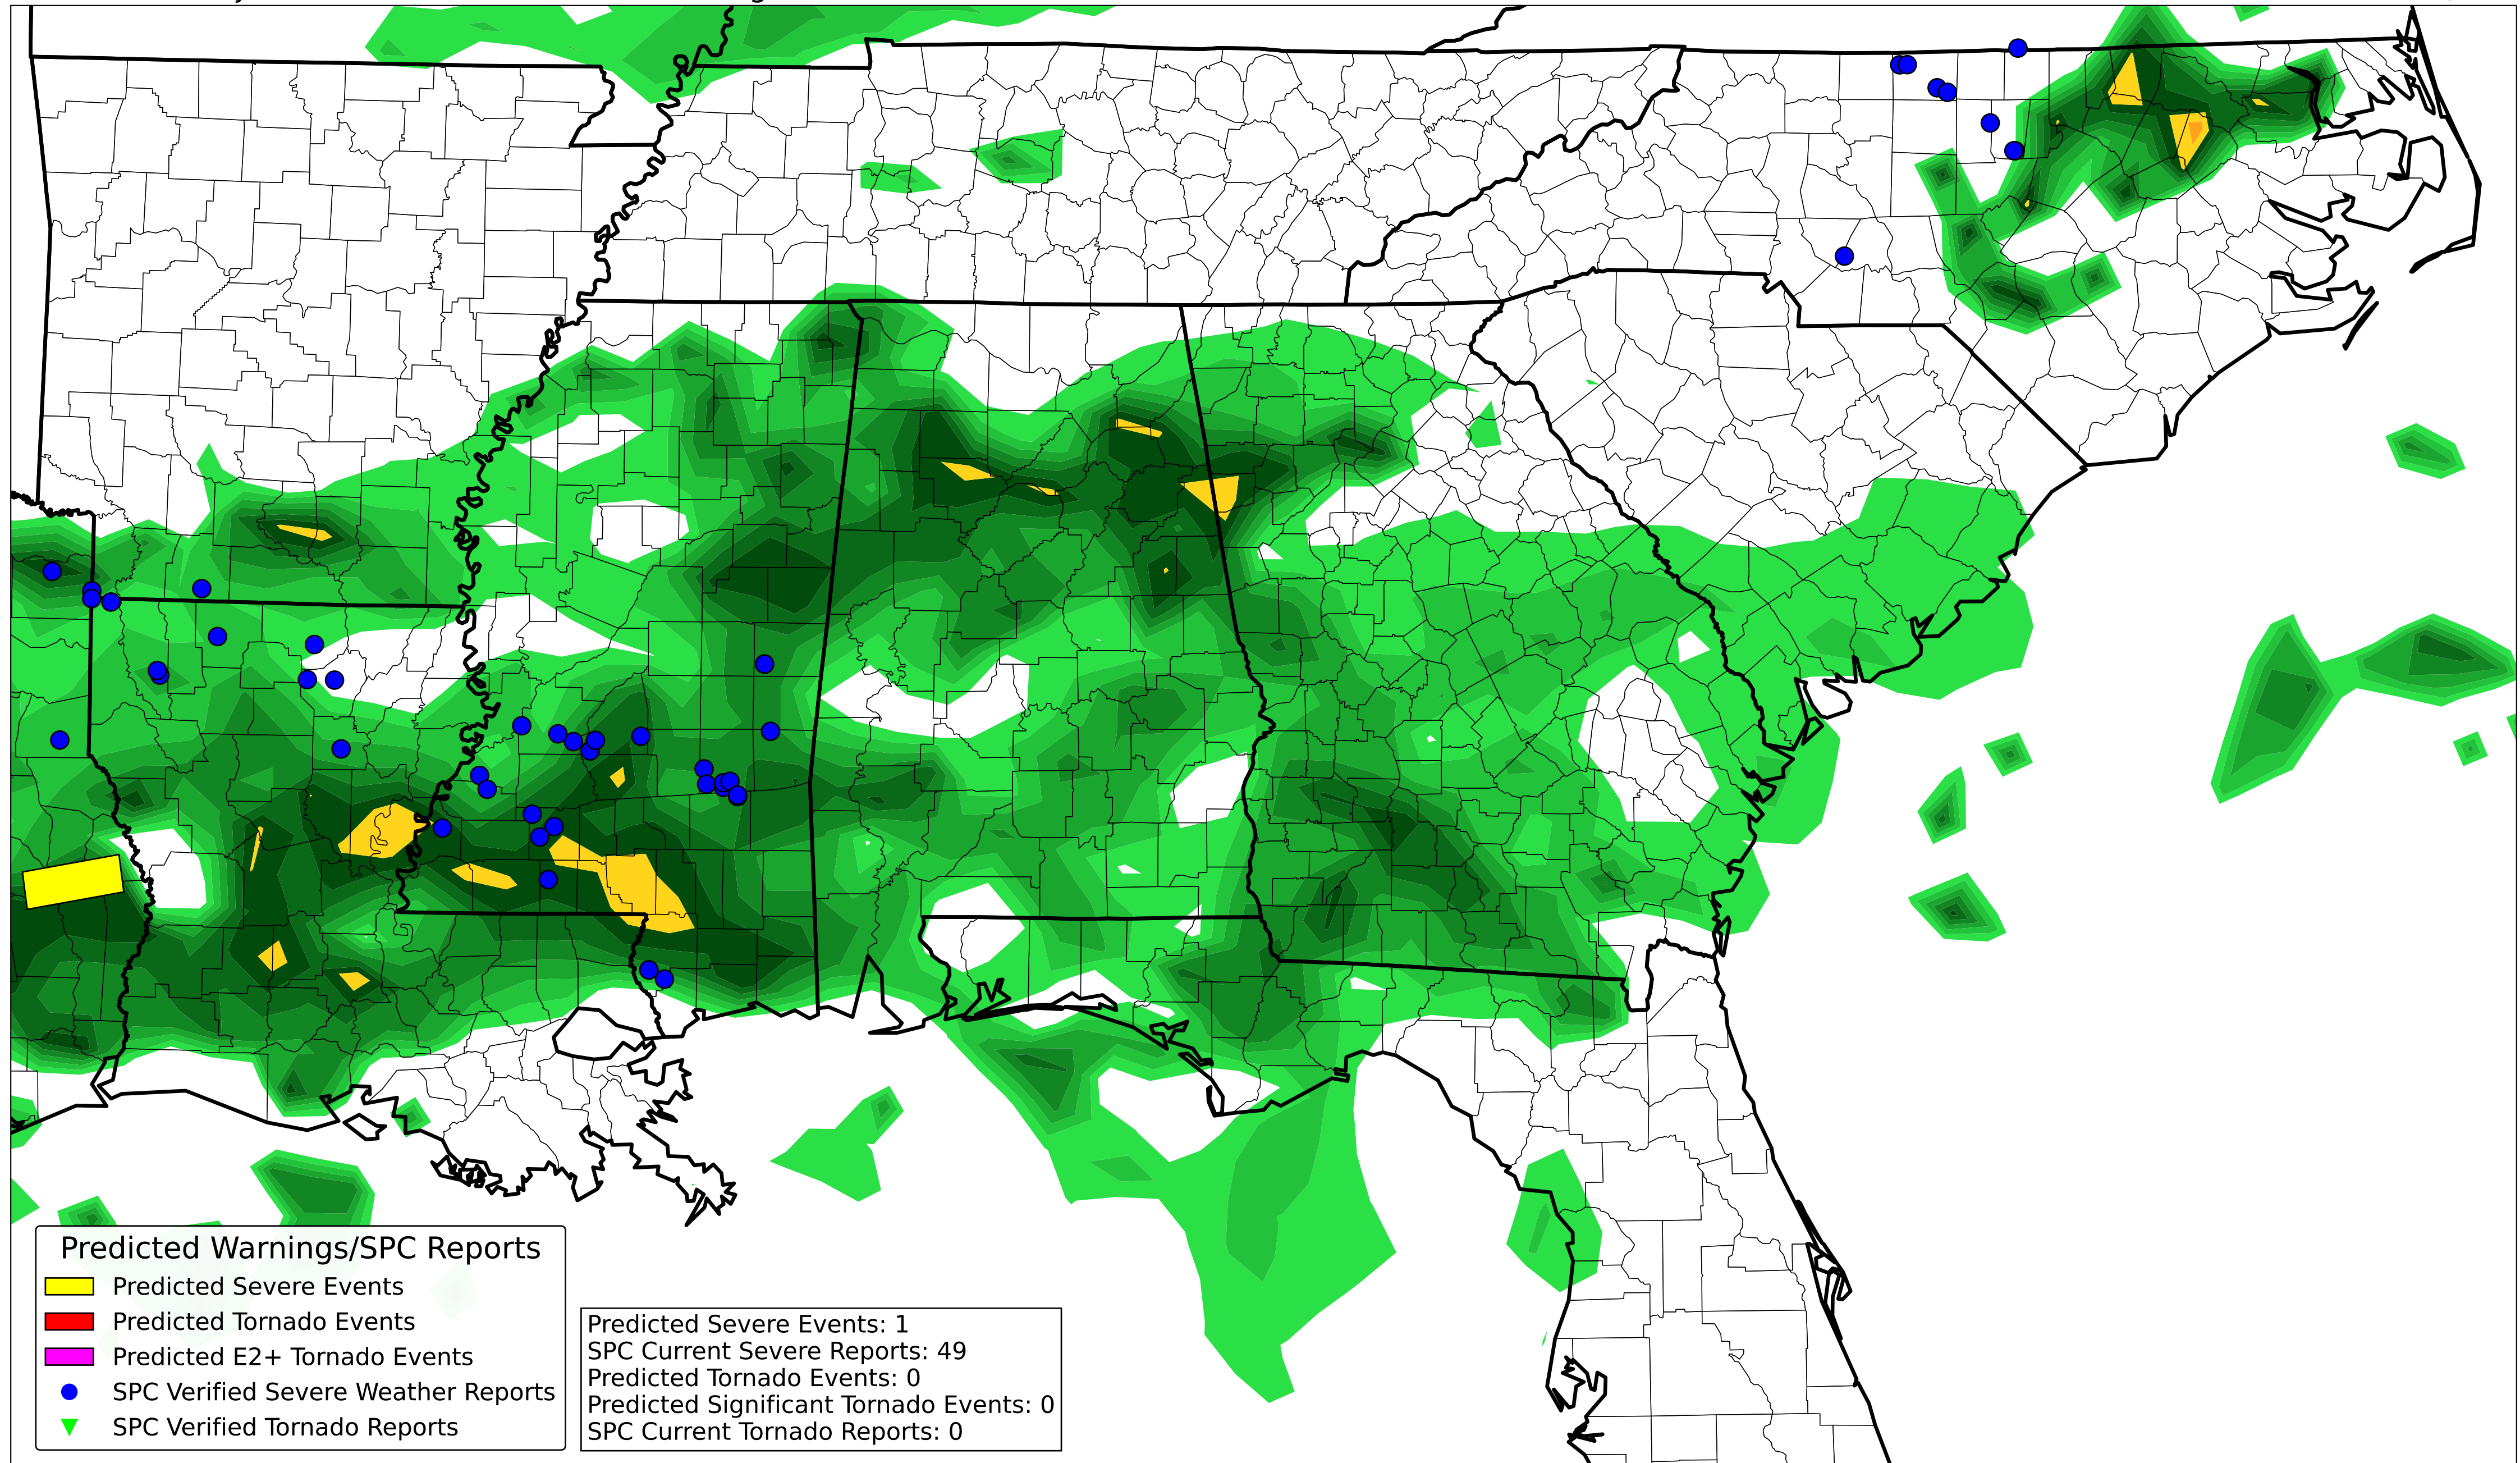 Predicted Warnings/SPC Reports
Predicted Severe Events
Predicted Tornado Events
Predicted E2+ Tornado Events
SPC Verified Severe Weather Reports
SPC Verified Tornado Reports
Predicted Severe Events: 1
SPC Current Severe Reports: 49
Predicted Tornado Events: 0
Predicted Significant Tornado Events: 0
SPC Current Tornado Reports: 0